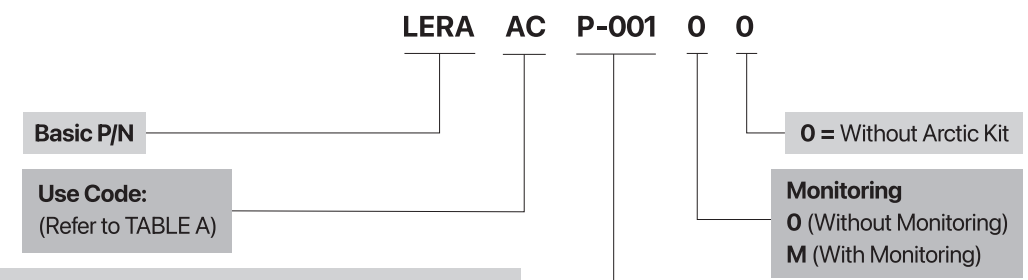 LERA AC P-001 0 0
Basic P/N
0 = Without Arctic Kit
Use Code:
(Refer to TABLE A)
Monitoring
0 (Without Monitoring)
M (With Monitoring)